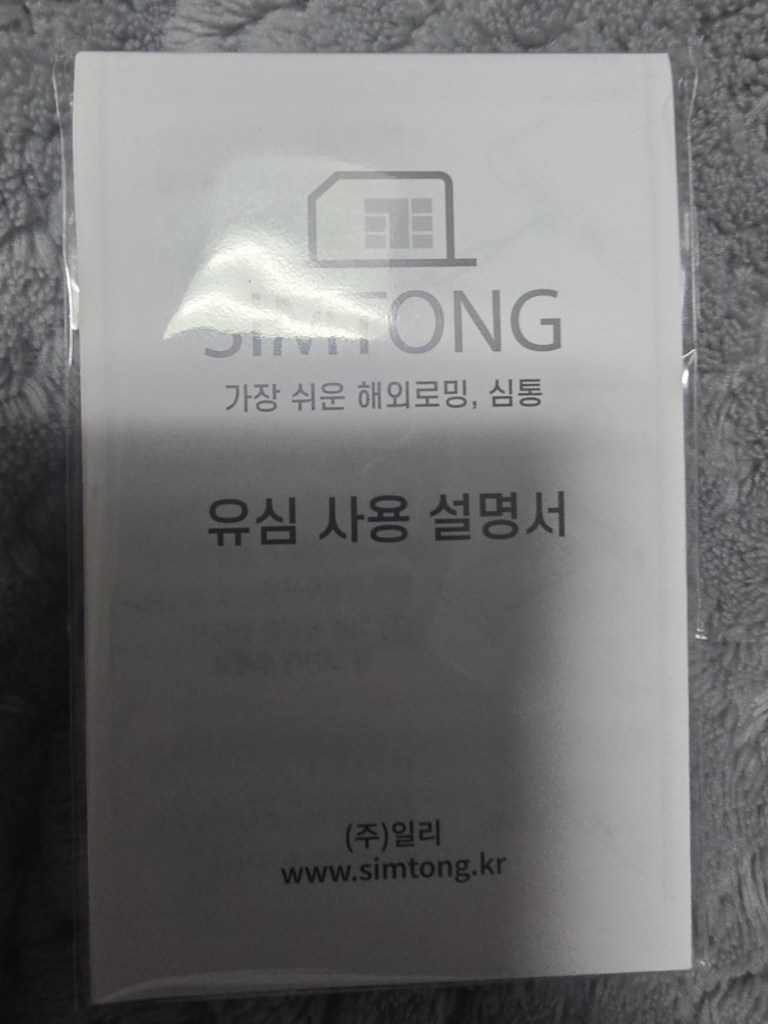 SIMTONG
가장 쉬운 해외로밍, 심통
유심 사용 설명서
(주)일리
www.simtong.kr